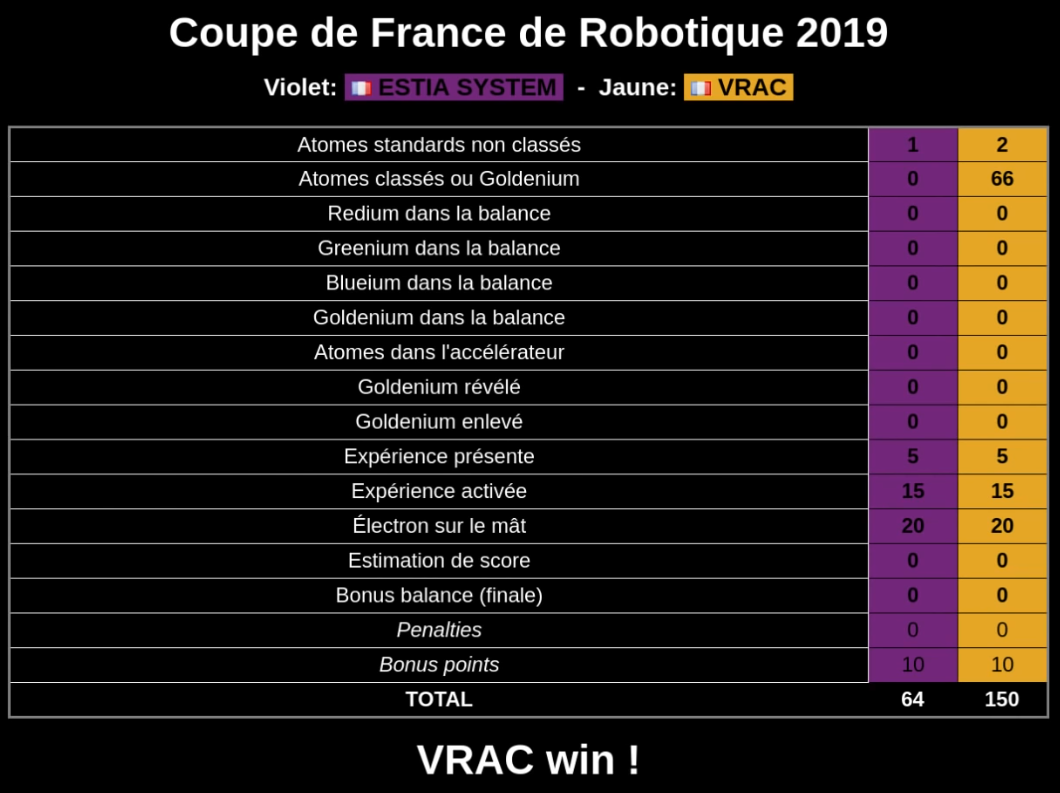 Coupe de France de Robotique 2019
Violet: ESTIA SYSTEM - Jaune: VRAC
Atomes standards non classés 1 2
Atomes classés ou Goldenium 0 66
Redium dans la balance 0 0
Greenium dans la balance 0 0
Blueium dans la balance 0 0
Goldenium dans la balance 0 0
Atomes dans l'accélérateur 0 0
Goldenium révélé 0 0
Goldenium enlevé 0 0
Expérience présente 5 5
Expérience activée 15 15
Électron sur le mât 20 20
Estimation de score 0 0
Bonus balance (finale) 0 0
Penalties 0 0
Bonus points 10 10
TOTAL 64 150
VRAC win !